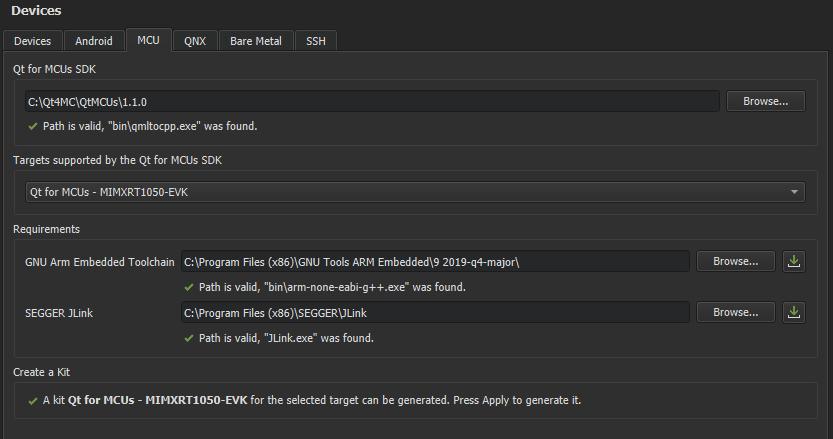 Devices
Devices Android MCU QNX Bare Metal SSH
Qt for MCUs SDK
C:\Qt4MC\QtMCUs\1.1.0 Browse...
Path is valid, "bin\qmltocpp.exe" was found.
Targets supported by the Qt for MCUs SDK
Qt for MCUs - MIMXRT1050-EVK
Requirements
GNU Arm Embedded Toolchain C:\Program Files (x86)\GNU Tools ARM Embedded\9 2019-q4-major\ Browse...
Path is valid, "bin\arm-none-eabi-g++.exe" was found.
SEGGER JLink C:\Program Files (x86)\SEGGER\JLink Browse...
Path is valid, "JLink.exe" was found.
Create a Kit
A kit Qt for MCUs - MIMXRT1050-EVK for the selected target can be generated. Press Apply to generate it.